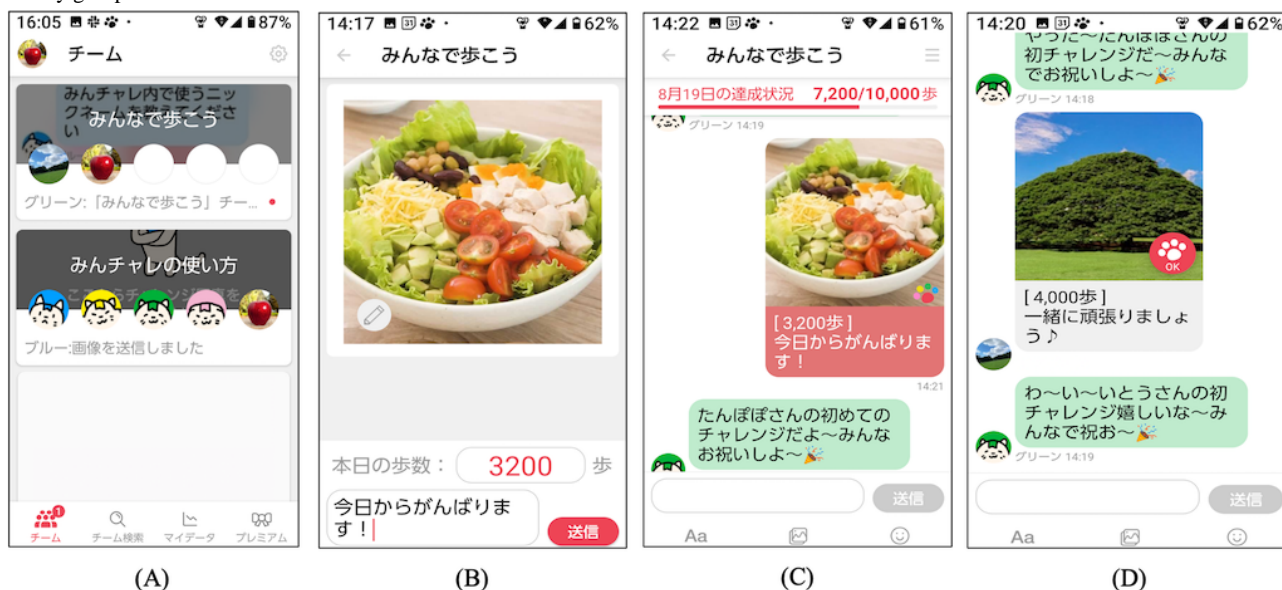 16:05
87%
チーム
みんチャレ内で使うニッ
クネームを教えてくださ
い
みんなで歩こう
グリーン:「みんなで歩こう」チー...
みんチャレの使い方
ブルー:画像を送信しました
1
チーム
チーム検索
マイデータ
プレミアム
(A)
14:17
31
62%
みんなで歩こう
本日の歩数：
3200
歩
今日からがんばりま
す！
送信
(B)
14:22
31
61%
みんなで歩こう
8月19日の達成状況 7,200/10,000歩
グリーン 14:19
[3,200歩]
今日からがんばりま
す！
14:21
たんぽぽさんの初めての
チャレンジだよ〜みんな
お祝いしよ〜🎉
送信
Aa
(C)
14:20
31
62%
やった〜たんぽぽさんの
初チャレンジだ〜みんな
でお祝いしよ〜🎉
グリーン 14:18
OK
[4,000歩]
一緒に頑張りましょ
う♪
わ〜い〜いとうさんの初
チャレンジ嬉しいな〜み
んなで祝お〜🎉
グリーン 14:19
送信
Aa
(D)